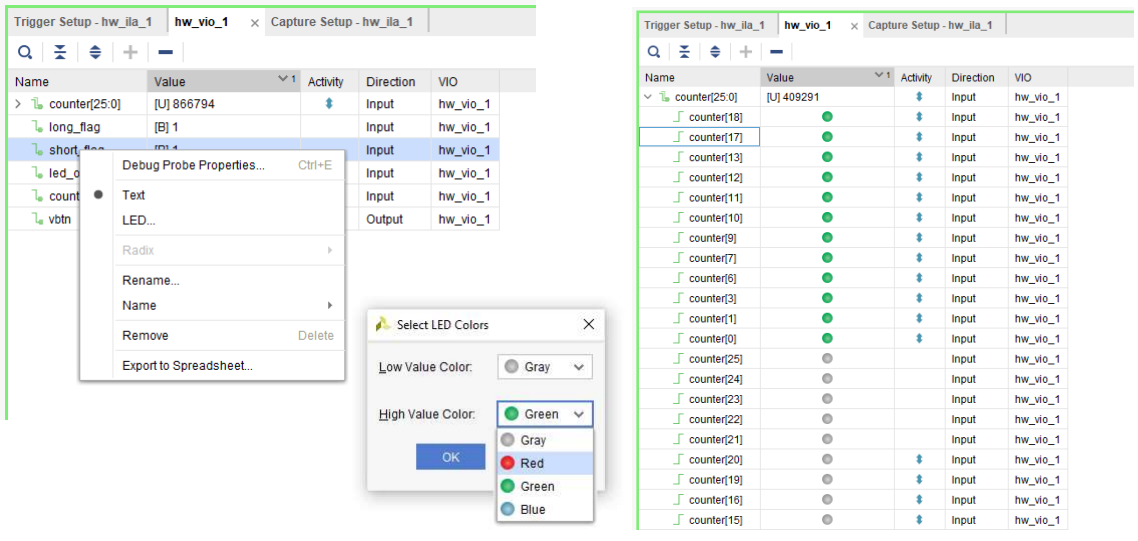 Trigger Setup - hw_ila_1 hw_vio_1 × Capture Setup - hw_ila_1
Name Value 1 Activity Direction VIO
counter[25:0] [U] 866794 Input hw_vio_1
long_flag [B] 1 Input hw_vio_1
short_flag [B] 1 Input hw_vio_1
led_o Input hw_vio_1
count Input hw_vio_1
vbtn Output hw_vio_1
Debug Probe Properties... Ctrl+E
Text
LED...
Radix
Rename...
Name
Remove Delete
Export to Spreadsheet...
Select LED Colors
Low Value Color: Gray
High Value Color: Green
OK
Gray
Red
Green
Blue
Trigger Setup - hw_ila_1 hw_vio_1 × Capture Setup - hw_ila_1
Name Value 1 Activity Direction VIO
counter[25:0] [U] 409291 Input hw_vio_1
counter[18] Input hw_vio_1
counter[17] Input hw_vio_1
counter[13] Input hw_vio_1
counter[12] Input hw_vio_1
counter[11] Input hw_vio_1
counter[10] Input hw_vio_1
counter[9] Input hw_vio_1
counter[7] Input hw_vio_1
counter[6] Input hw_vio_1
counter[3] Input hw_vio_1
counter[1] Input hw_vio_1
counter[0] Input hw_vio_1
counter[25] Input hw_vio_1
counter[24] Input hw_vio_1
counter[23] Input hw_vio_1
counter[22] Input hw_vio_1
counter[21] Input hw_vio_1
counter[20] Input hw_vio_1
counter[19] Input hw_vio_1
counter[16] Input hw_vio_1
counter[15] Input hw_vio_1